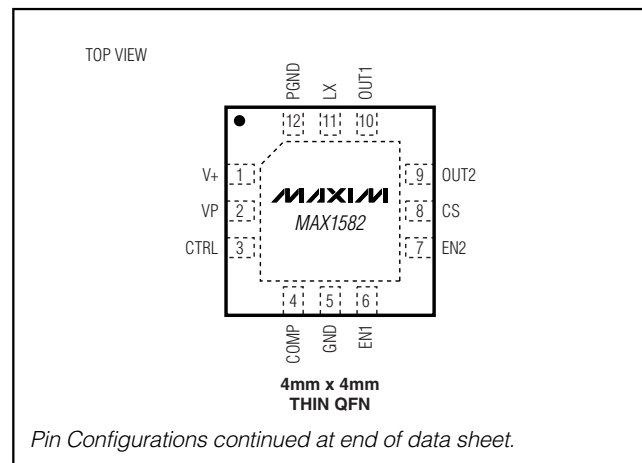 TOP VIEW
PGND
LX
OUT1
12 11 10
V+ 1
VP 2
CTRL 3
9 OUT2
8 CS
7 EN2
MAXIM
MAX1582
4 5 6
COMP
GND
EN1
4mm x 4mm
THIN QFN
Pin Configurations continued at end of data sheet.